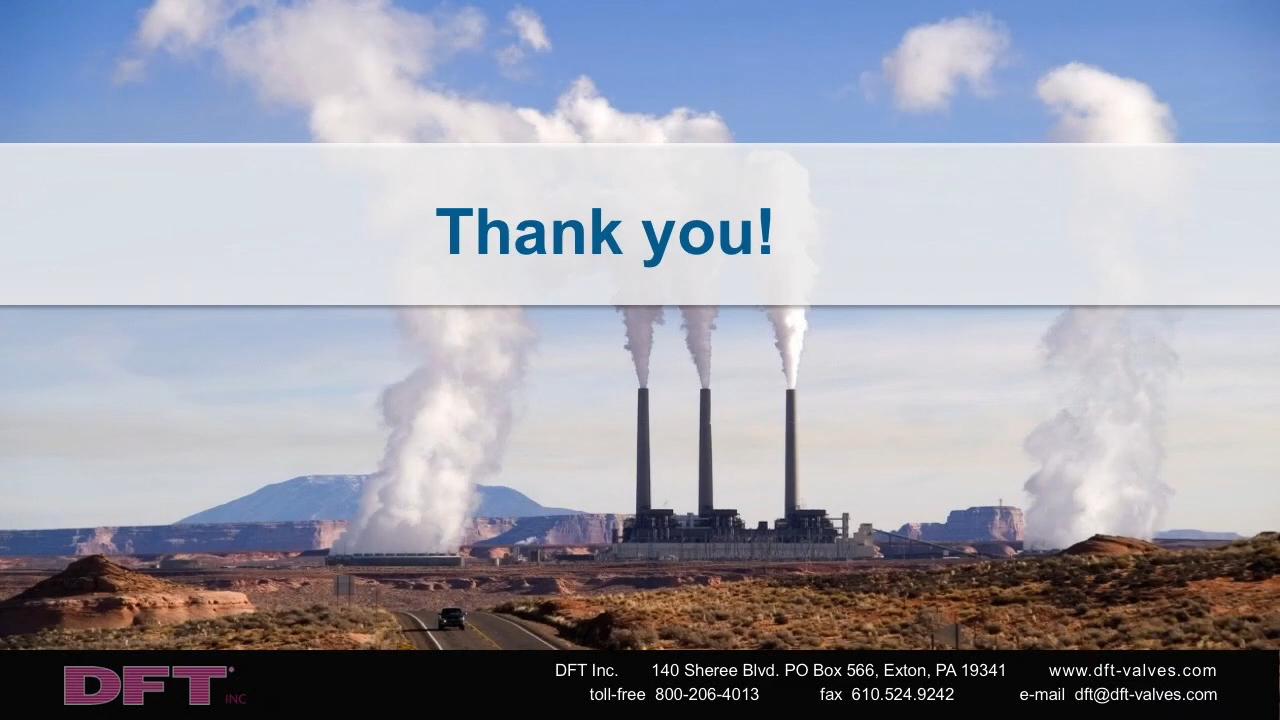 Thank you!
DFT INC
DFT Inc. 140 Sheree Blvd. PO Box 566, Exton, PA 19341 www.dft-valves.com
toll-free 800-206-4013 fax 610.524.9242 e-mail dft@dft-valves.com